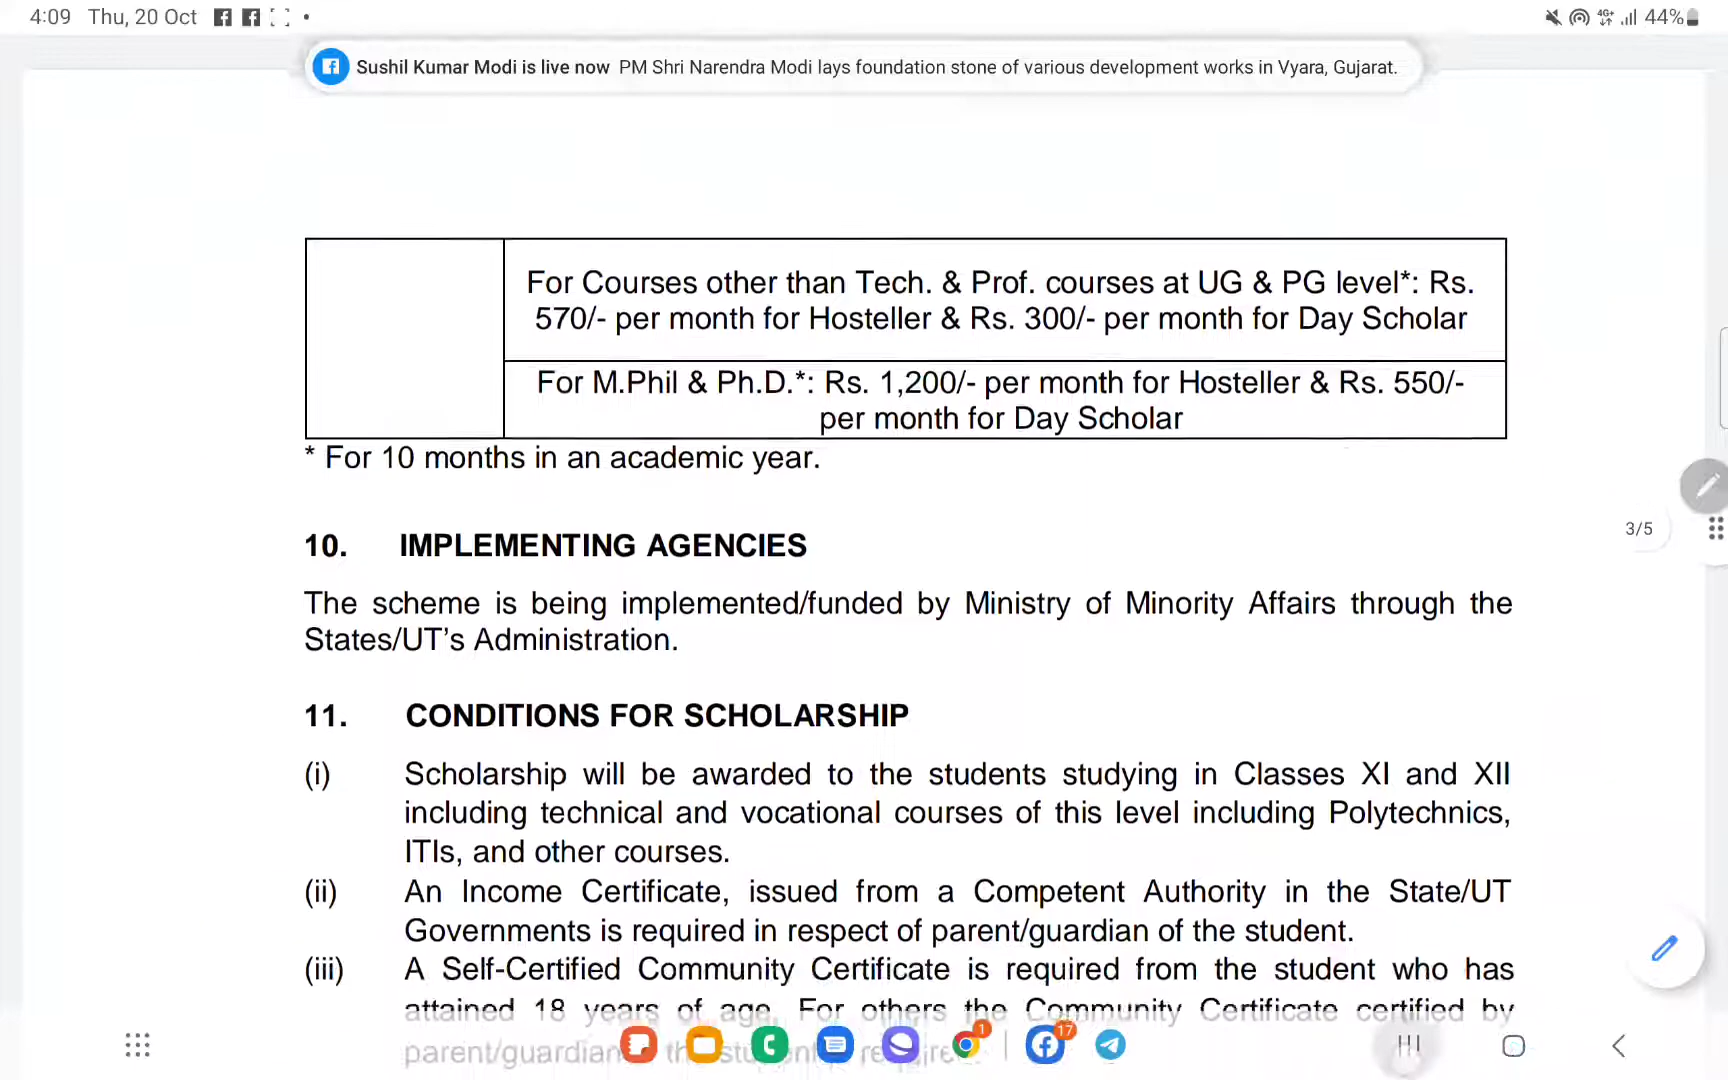 4:09 Thu, 20 Oct
44%
Sushil Kumar Modi is live now PM Shri Narendra Modi lays foundation stone of various development works in Vyara, Gujarat.
For Courses other than Tech. & Prof. courses at UG & PG level*: Rs.
570/- per month for Hosteller & Rs. 300/- per month for Day Scholar
For M.Phil & Ph.D.*: Rs. 1,200/- per month for Hosteller & Rs. 550/-
per month for Day Scholar
* For 10 months in an academic year.
3/5
10. IMPLEMENTING AGENCIES
The scheme is being implemented/funded by Ministry of Minority Affairs through the
States/UT’s Administration.
11. CONDITIONS FOR SCHOLARSHIP
(i) Scholarship will be awarded to the students studying in Classes XI and XII
including technical and vocational courses of this level including Polytechnics,
ITIs, and other courses.
(ii) An Income Certificate, issued from a Competent Authority in the State/UT
Governments is required in respect of parent/guardian of the student.
(iii) A Self-Certified Community Certificate is required from the student who has
attained 18 years of age. For others the Community Certificate certified by
parent/guardian
1
17